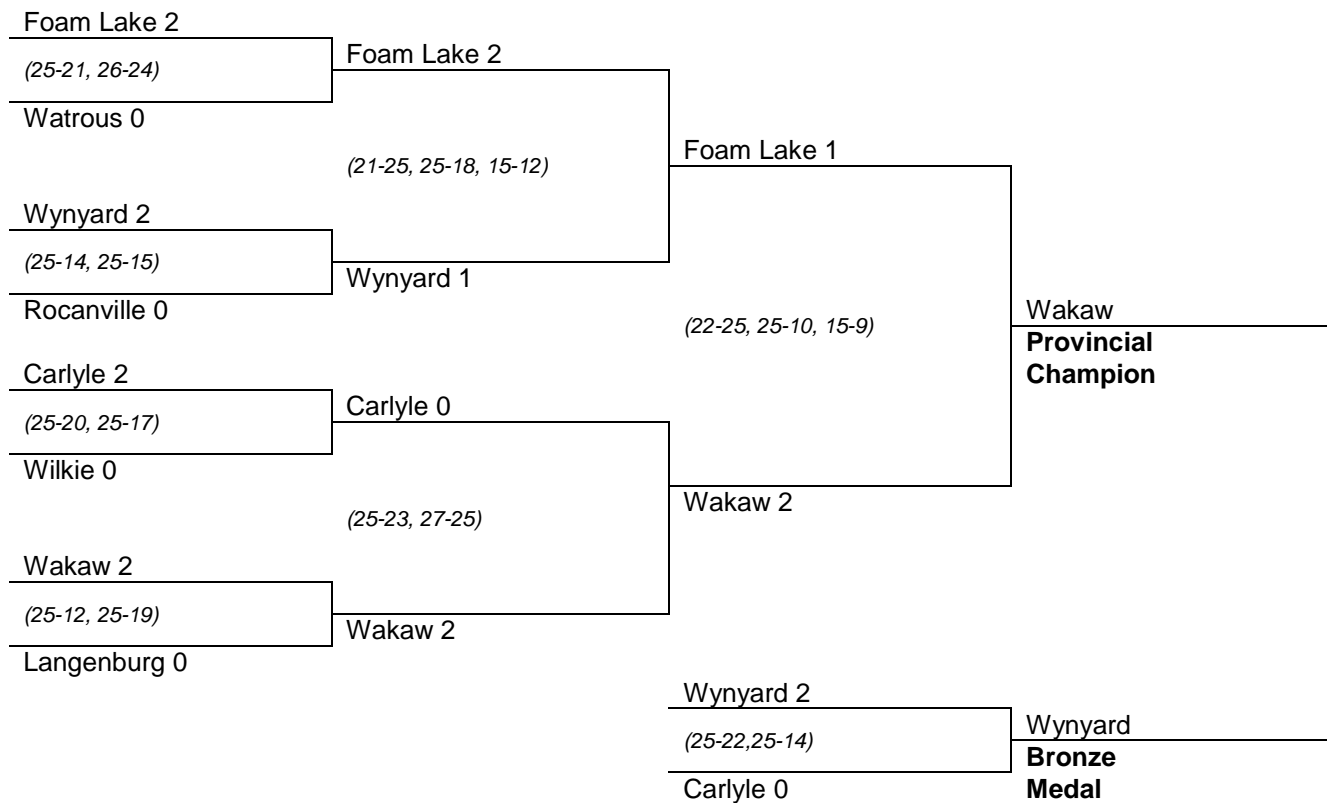 Foam Lake 2
(25-21, 26-24)
Watrous 0
Wynyard 2
(25-14, 25-15)
Rocanville 0
Carlyle 2
(25-20, 25-17)
Wilkie 0
Wakaw 2
(25-12, 25-19)
Langenburg 0
Foam Lake 2
(21-25, 25-18, 15-12)
Wynyard 1
Carlyle 0
(25-23, 27-25)
Wakaw 2
Foam Lake 1
(22-25, 25-10, 15-9)
Wakaw 2
Wakaw
Provincial
Champion
Wynyard 2
(25-22,25-14)
Carlyle 0
Wynyard
Bronze
Medal